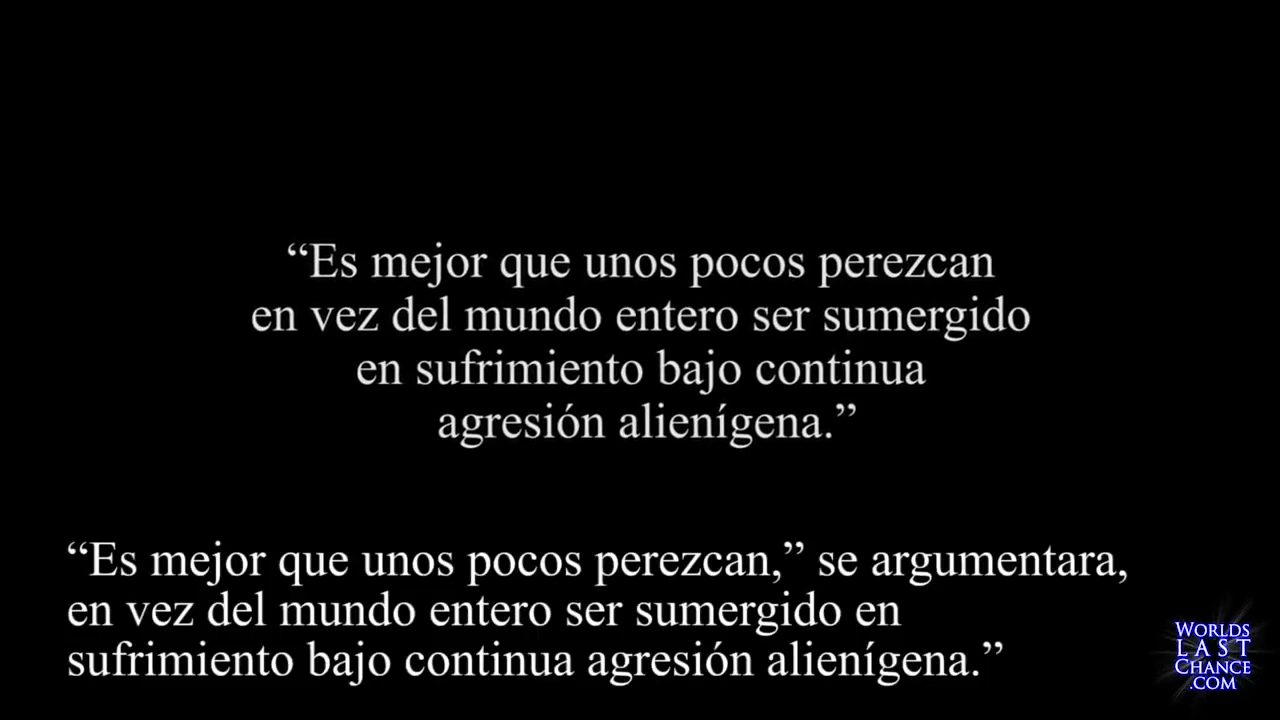 “Es mejor que unos pocos perezcan
en vez del mundo entero ser sumergido
en sufrimiento bajo continua
agresión alienígena.”
“Es mejor que unos pocos perezcan,” se argumentara,
en vez del mundo entero ser sumergido en
sufrimiento bajo continua agresión alienígena.”
WORLDS
LAST
CHANCE
.COM